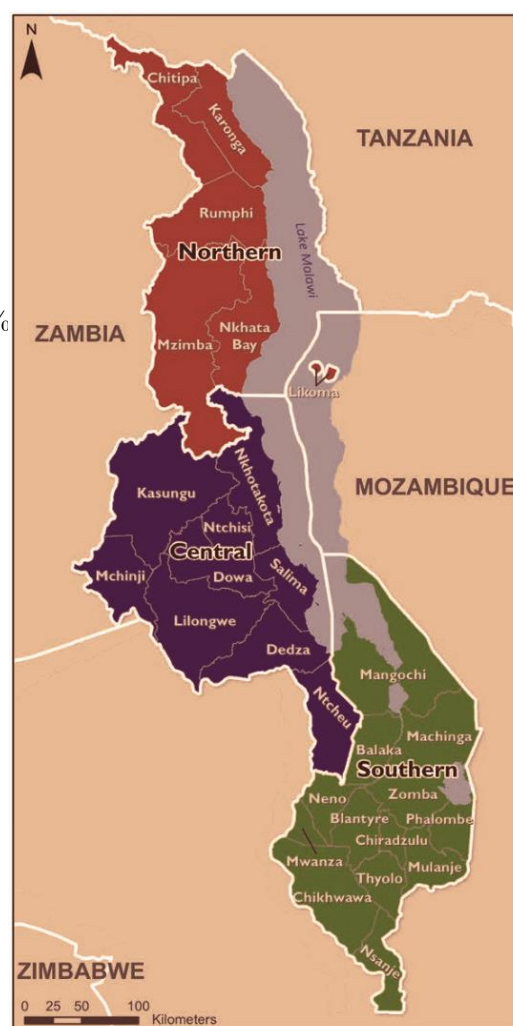 N
Chitipa
Karonga
TANZANIA
Rumphi
Northern
Lake Malawi
%
ZAMBIA
Mzimba
Nkhata
Bay
Likoma
Kasungu
Nkhotakota
MOZAMBIQUE
Ntchisi
Central
Mchinji
Dowa
Salima
Lilongwe
Dedza
Mangochi
Ntcheu
Machinga
Balaka
Southern
Neno
Zomba
Blantyre
Phalombe
Chiradzulu
Mwanza
Mulanje
Thyolo
Chikhwawa
Nsanje
ZIMBABWE
0 25 50 100
Kilometers